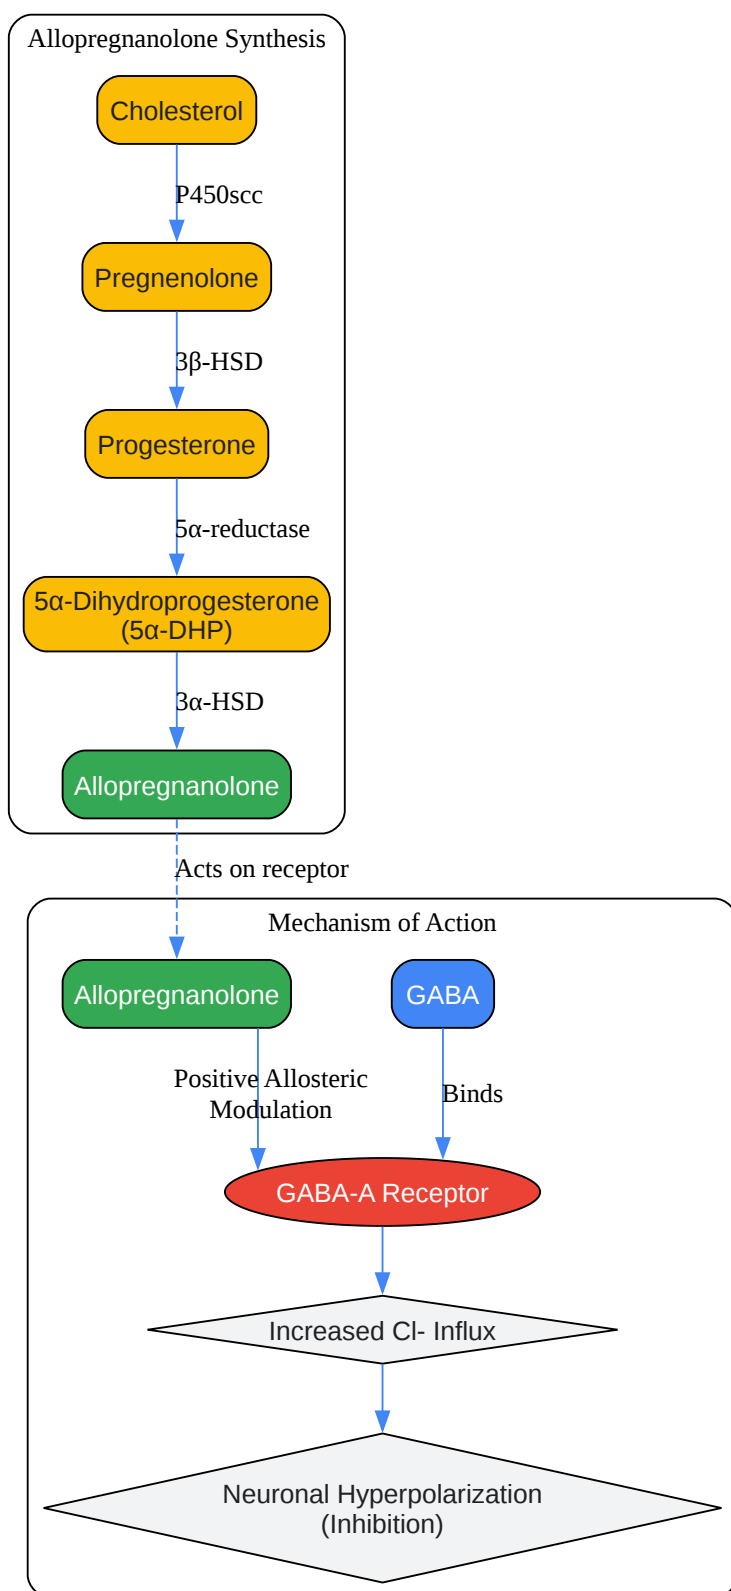 Allopregnanolone Synthesis
Cholesterol
P450scc
Pregnenolone
3β-HSD
Progesterone
5α-reductase
5α-Dihydroprogesterone
(5α-DHP)
3α-HSD
Allopregnanolone
Acts on receptor
Mechanism of Action
Allopregnanolone
GABA
Positive Allosteric
Modulation
Binds
GABA-A Receptor
Increased Cl- Influx
Neuronal Hyperpolarization
(Inhibition)